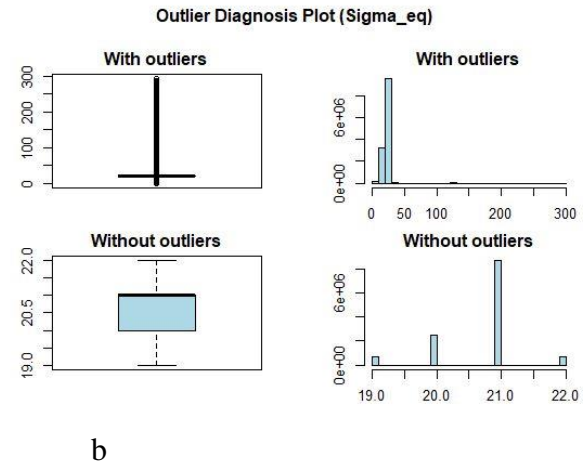 Outlier Diagnosis Plot (Sigma_eq)
With outliers
300
200
100
0
With outliers
6e+06
0e+00
0 50 100 200 300
Without outliers
22.0
20.5
19.0
Without outliers
6e+06
0e+00
19.0 20.0 21.0 22.0
b